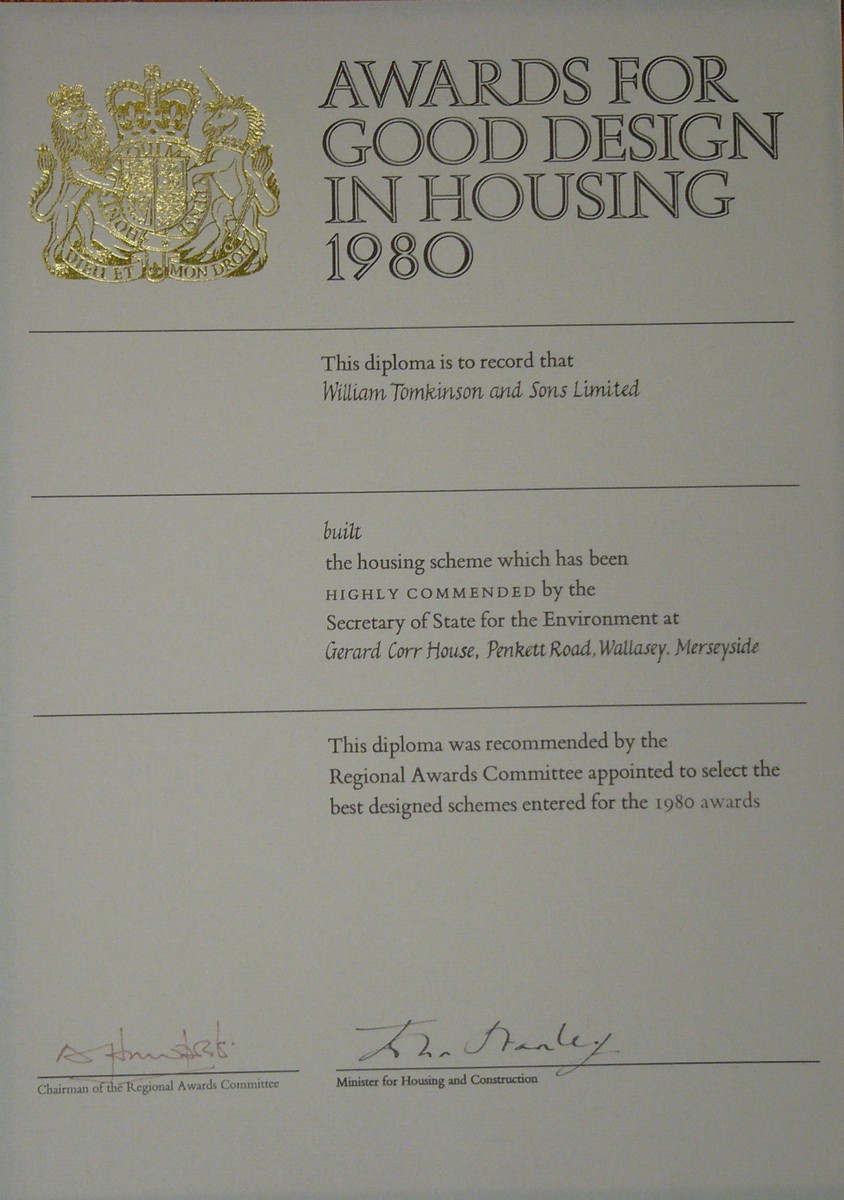 AWARDS FOR
GOOD DESIGN
IN HOUSING
1980
DIEU ET MON DROIT
This diploma is to record that
William Tomkinson and Sons Limited
built
the housing scheme which has been
HIGHLY COMMENDED by the
Secretary of State for the Environment at
Gerard Corr House, Penkett Road, Wallasey. Merseyside
This diploma was recommended by the
Regional Awards Committee appointed to select the
best designed schemes entered for the 1980 awards
John Stanley
Chairman of the Regional Awards Committee
Minister for Housing and Construction